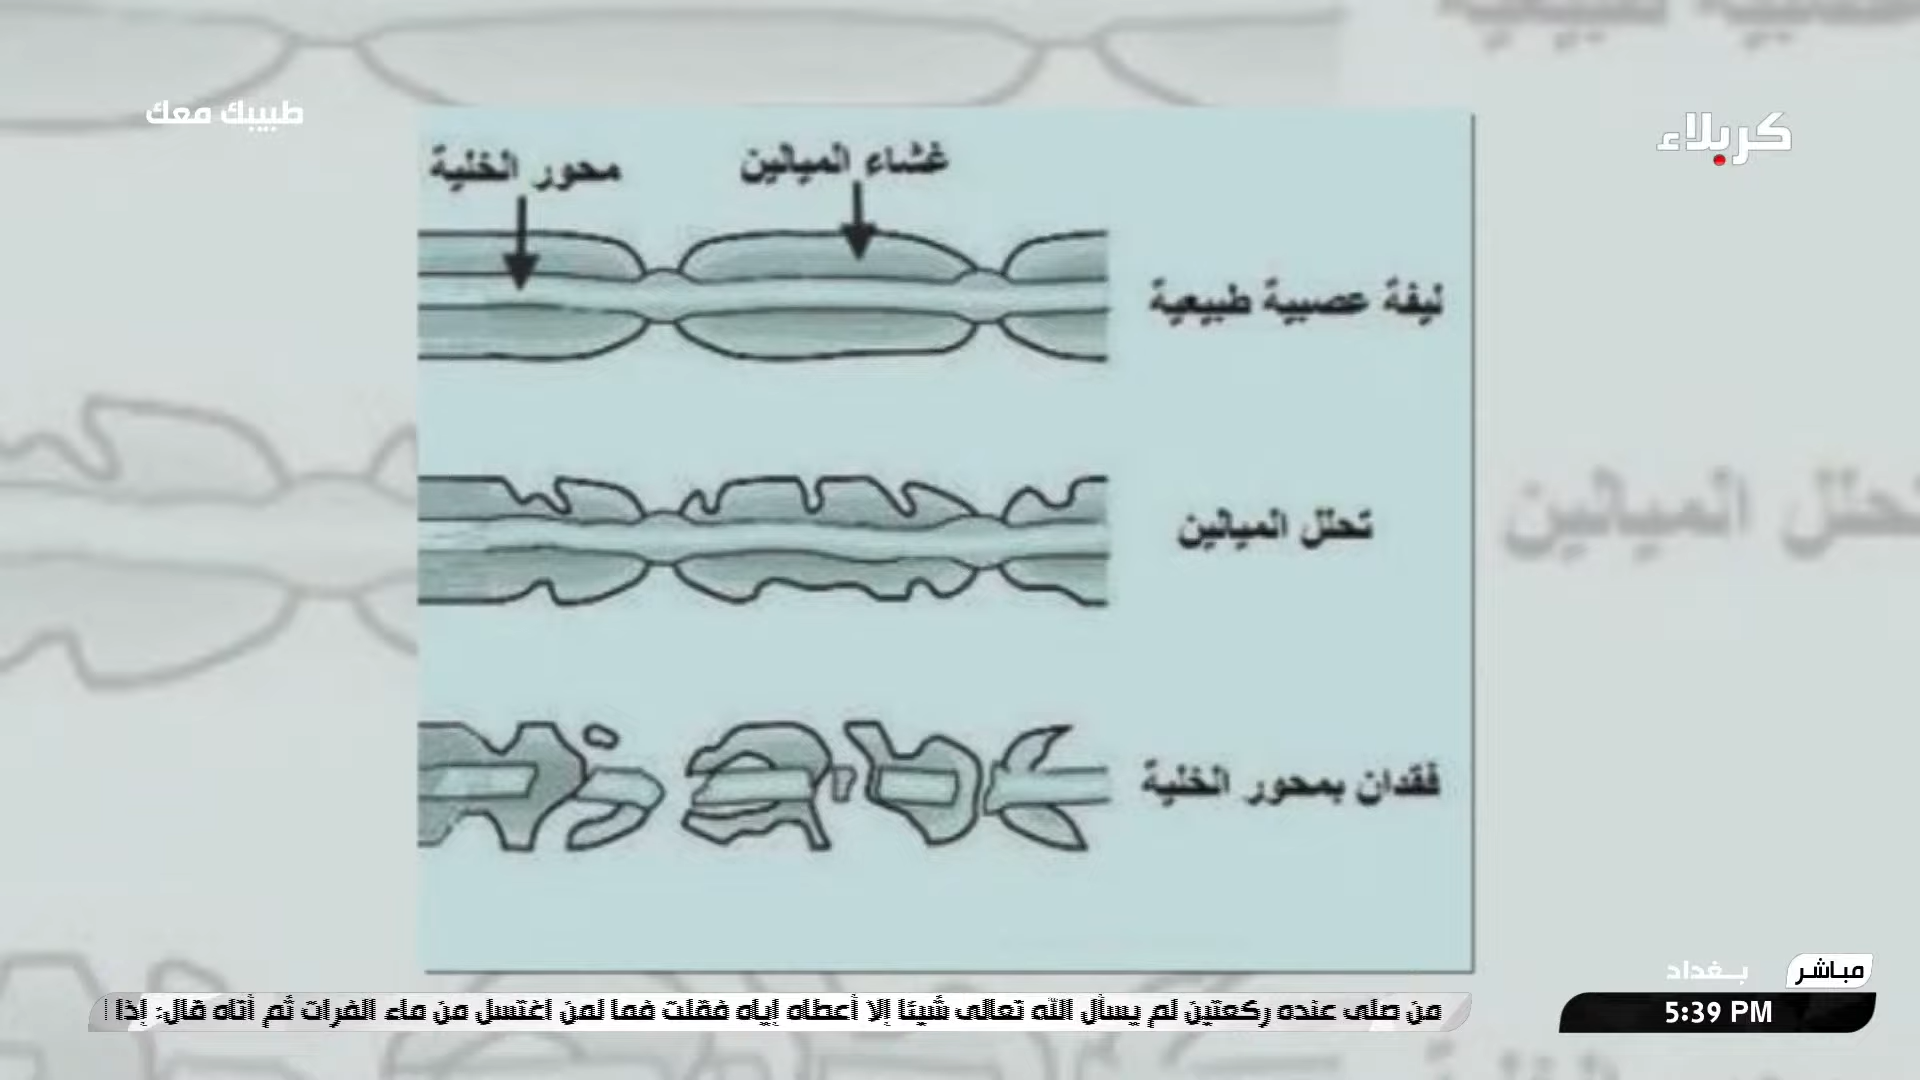 طبيبك معك
كربلاء
غشاء الميالين
محور الخلية
ليفة عصبية طبيعية
تحلل الميالين
فقدان بمحور الخلية
مباشر
بغداد
5:39 PM
من صلى عنده ركعتين لم يسأل الله تعالى شيئا إلا أعطاه إياه فقلت فما لمن اغتسل من ماء الفرات ثم أتاه قال: إذا